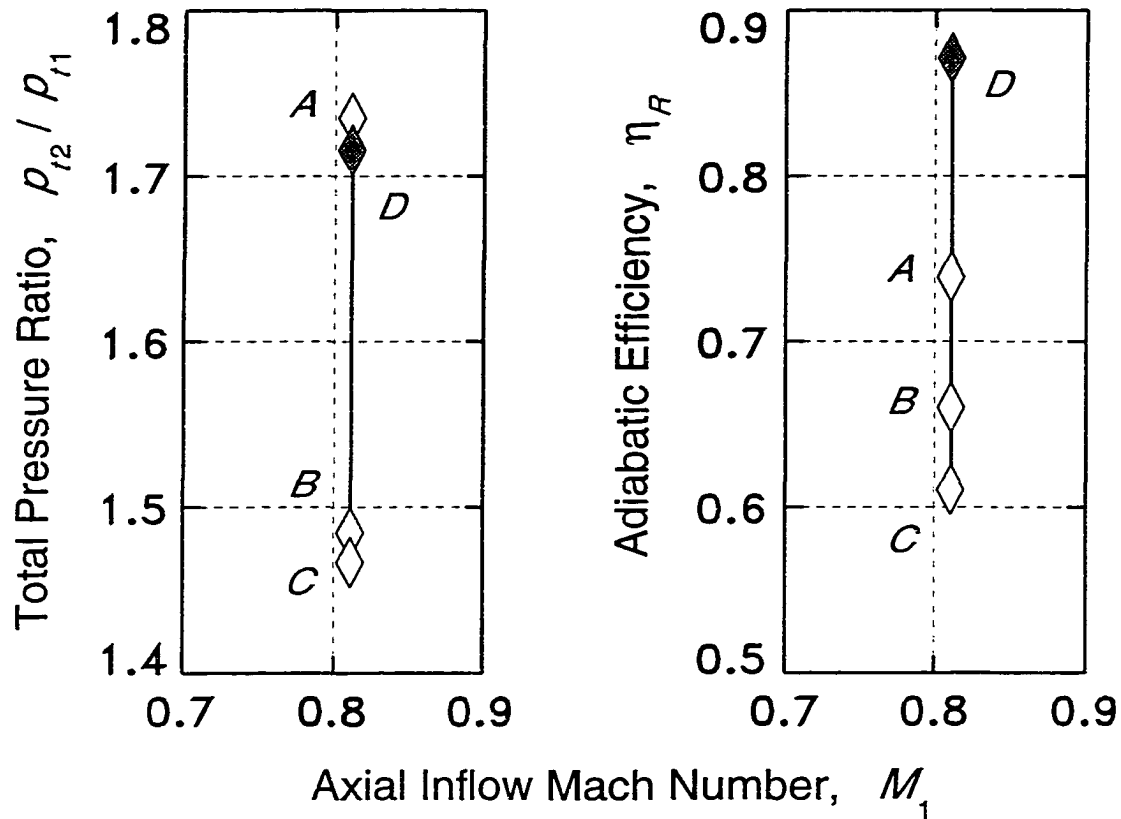 Total Pressure Ratio, p_t2 / p_t1
1.8
1.7
1.6
1.5
1.4
A
D
B
C
0.7 0.8 0.9
Adiabatic Efficiency, η_R
0.9
0.8
0.7
0.6
0.5
D
A
B
C
0.7 0.8 0.9
Axial Inflow Mach Number, M_1